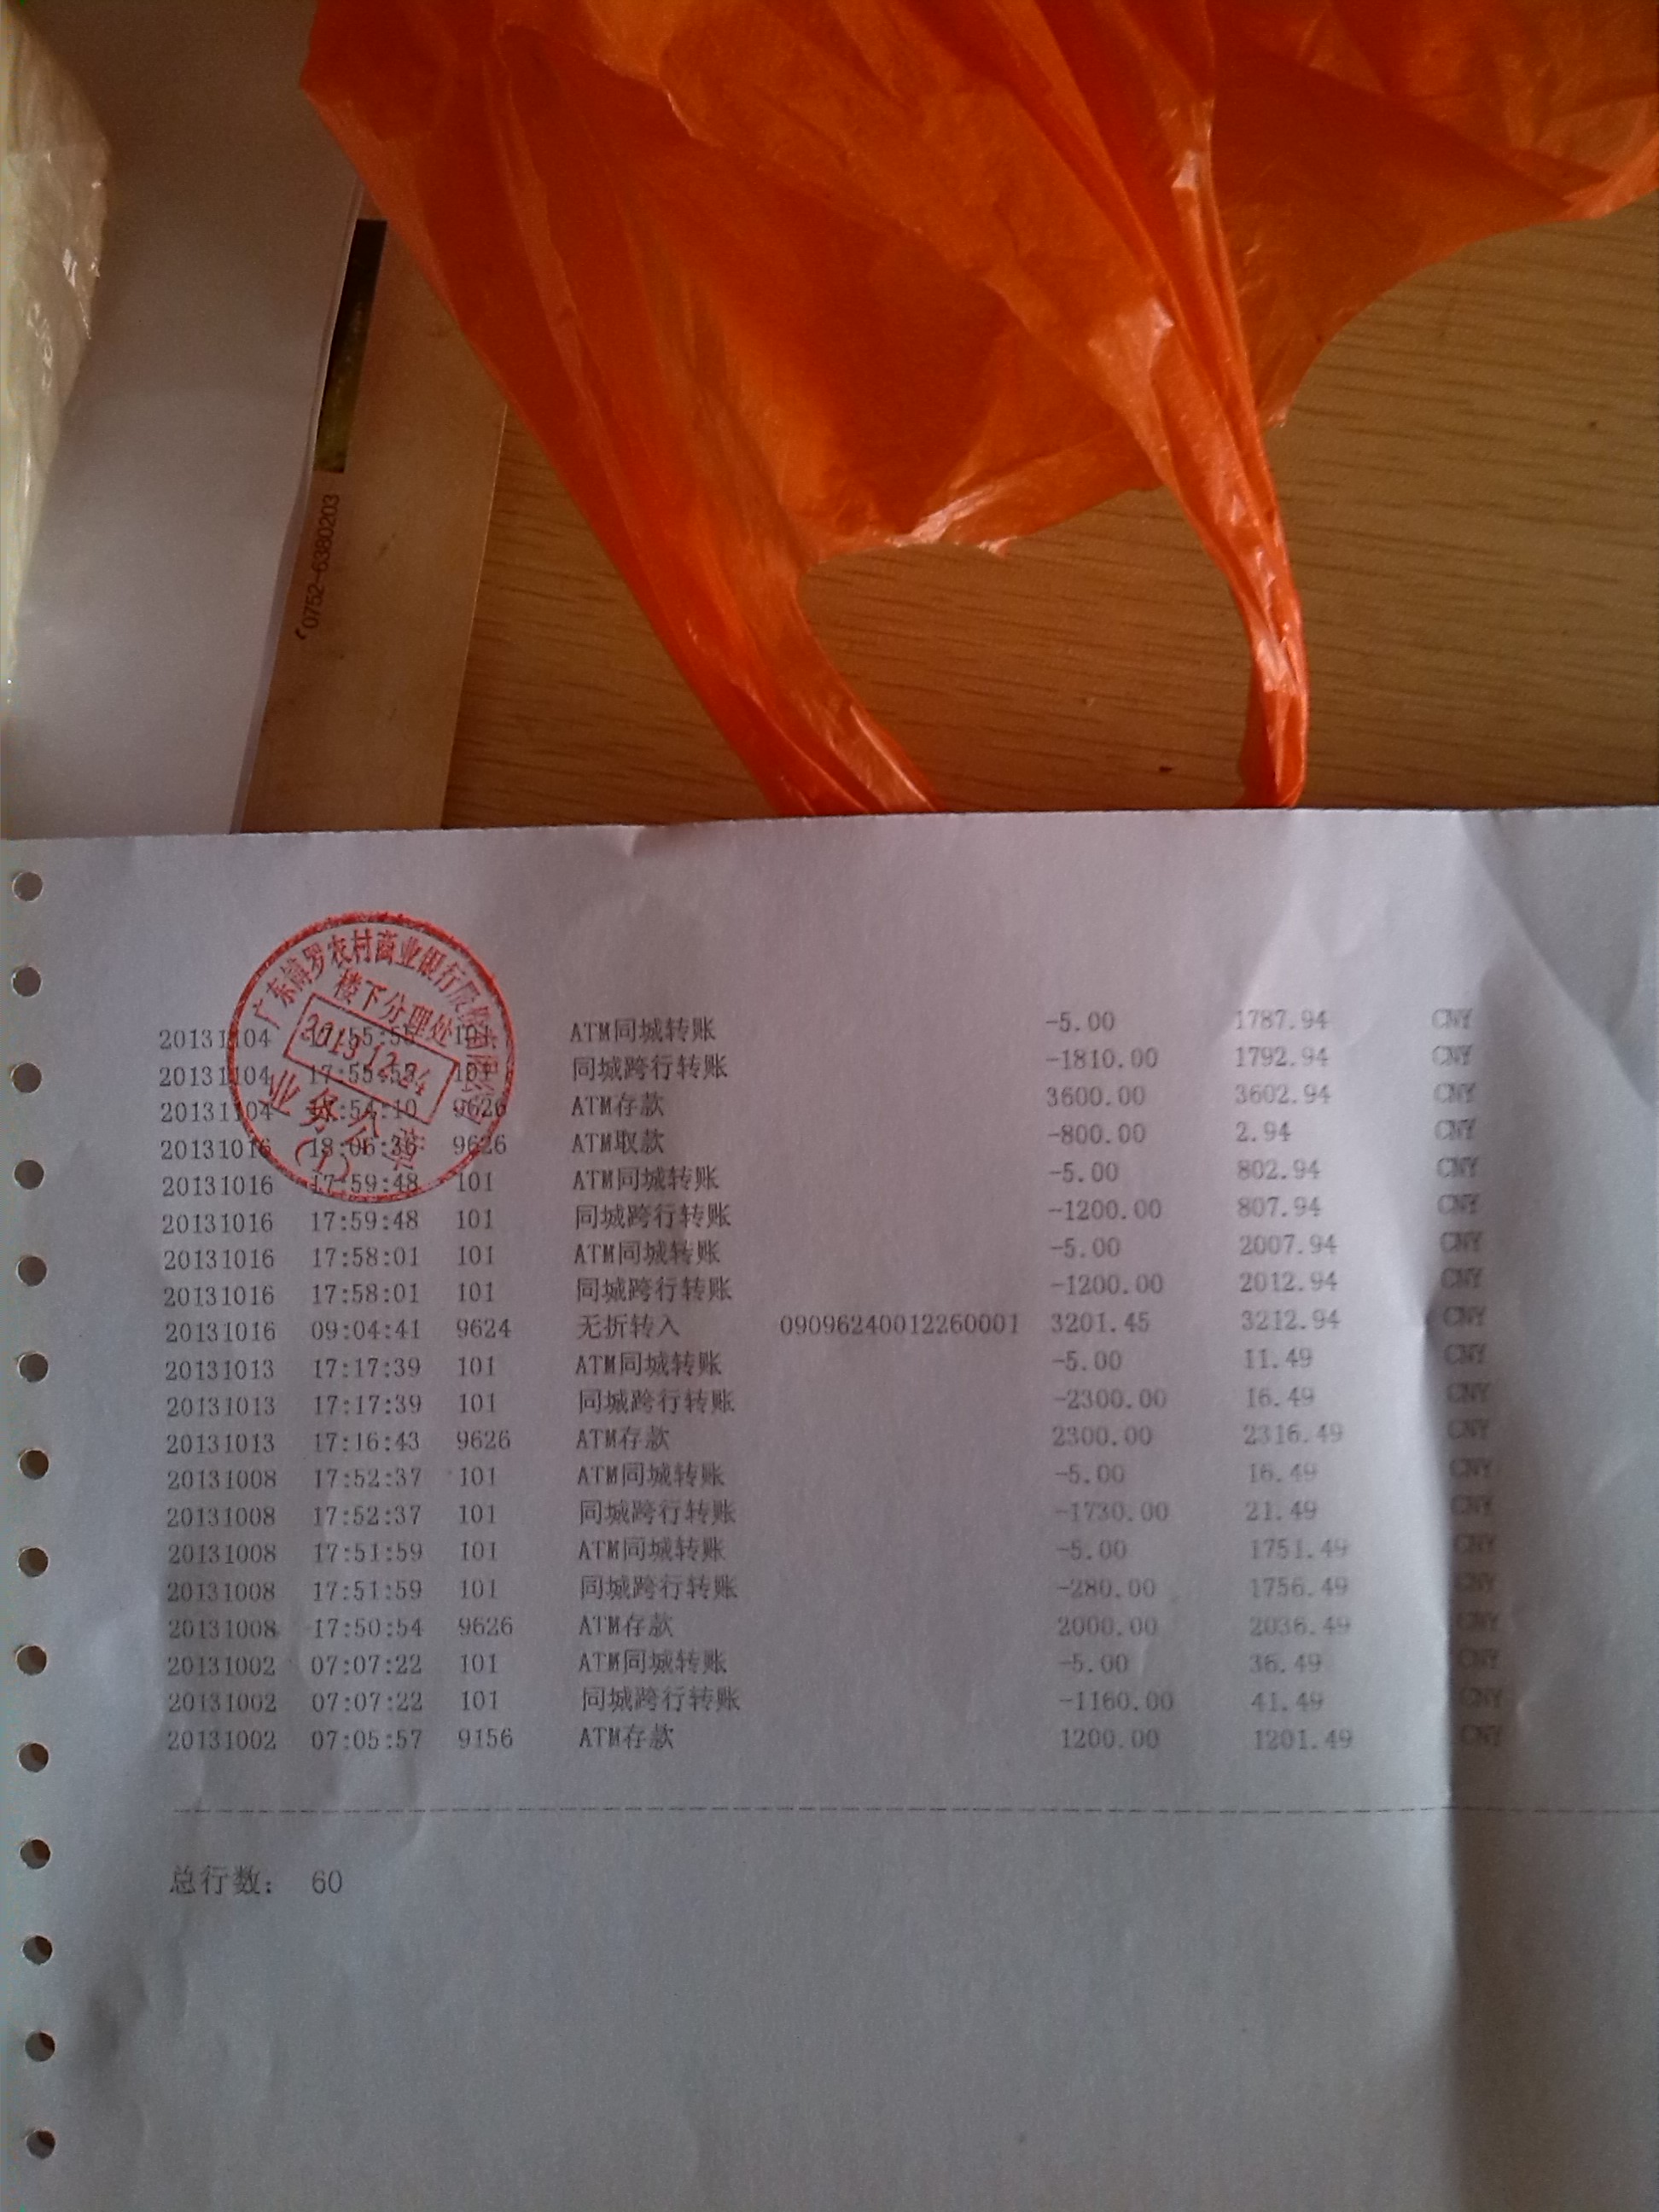 0752-6380203
广东博罗农村商业银行股份有限公司
楼下分理处
2013.12.24
业务公章
(1)
20131104 17:55:55 101 ATM同城转账 -5.00 1787.94 CNY
20131104 17:55:55 101 同城跨行转账 -1810.00 1792.94 CNY
20131104 17:54:10 9626 ATM存款 3600.00 3602.94 CNY
20131016 18:06:36 9626 ATM取款 -800.00 2.94 CNY
20131016 17:59:48 101 ATM同城转账 -5.00 802.94 CNY
20131016 17:59:48 101 同城跨行转账 -1200.00 807.94 CNY
20131016 17:58:01 101 ATM同城转账 -5.00 2007.94 CNY
20131016 17:58:01 101 同城跨行转账 -1200.00 2012.94 CNY
20131016 09:04:41 9624 无折转入 09096240012260001 3201.45 3212.94 CNY
20131013 17:17:39 101 ATM同城转账 -5.00 11.49 CNY
20131013 17:17:39 101 同城跨行转账 -2300.00 16.49 CNY
20131013 17:16:43 9626 ATM存款 2300.00 2316.49 CNY
20131008 17:52:37 101 ATM同城转账 -5.00 16.49 CNY
20131008 17:52:37 101 同城跨行转账 -1730.00 21.49 CNY
20131008 17:51:59 101 ATM同城转账 -5.00 1751.49 CNY
20131008 17:51:59 101 同城跨行转账 -280.00 1756.49 CNY
20131008 17:50:54 9626 ATM存款 2000.00 2036.49 CNY
20131002 07:07:22 101 ATM同城转账 -5.00 36.49 CNY
20131002 07:07:22 101 同城跨行转账 -1160.00 41.49 CNY
20131002 07:05:57 9156 ATM存款 1200.00 1201.49 CNY
总行数： 60